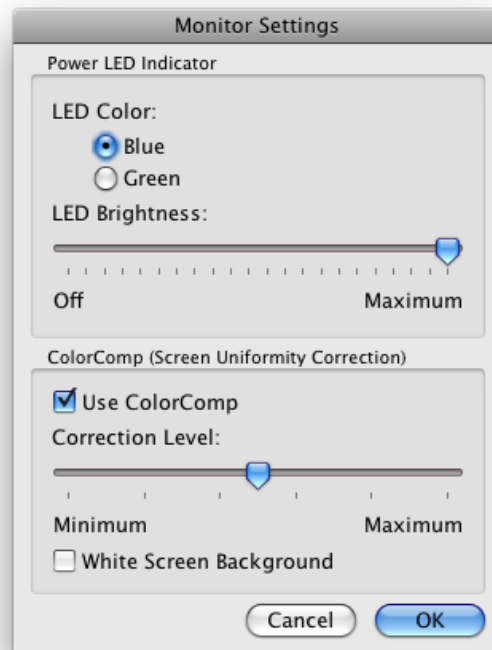 Monitor Settings
Power LED Indicator
LED Color:
Blue
Green
LED Brightness:
Off Maximum
ColorComp (Screen Uniformity Correction)
Use ColorComp
Correction Level:
Minimum Maximum
White Screen Background
Cancel OK